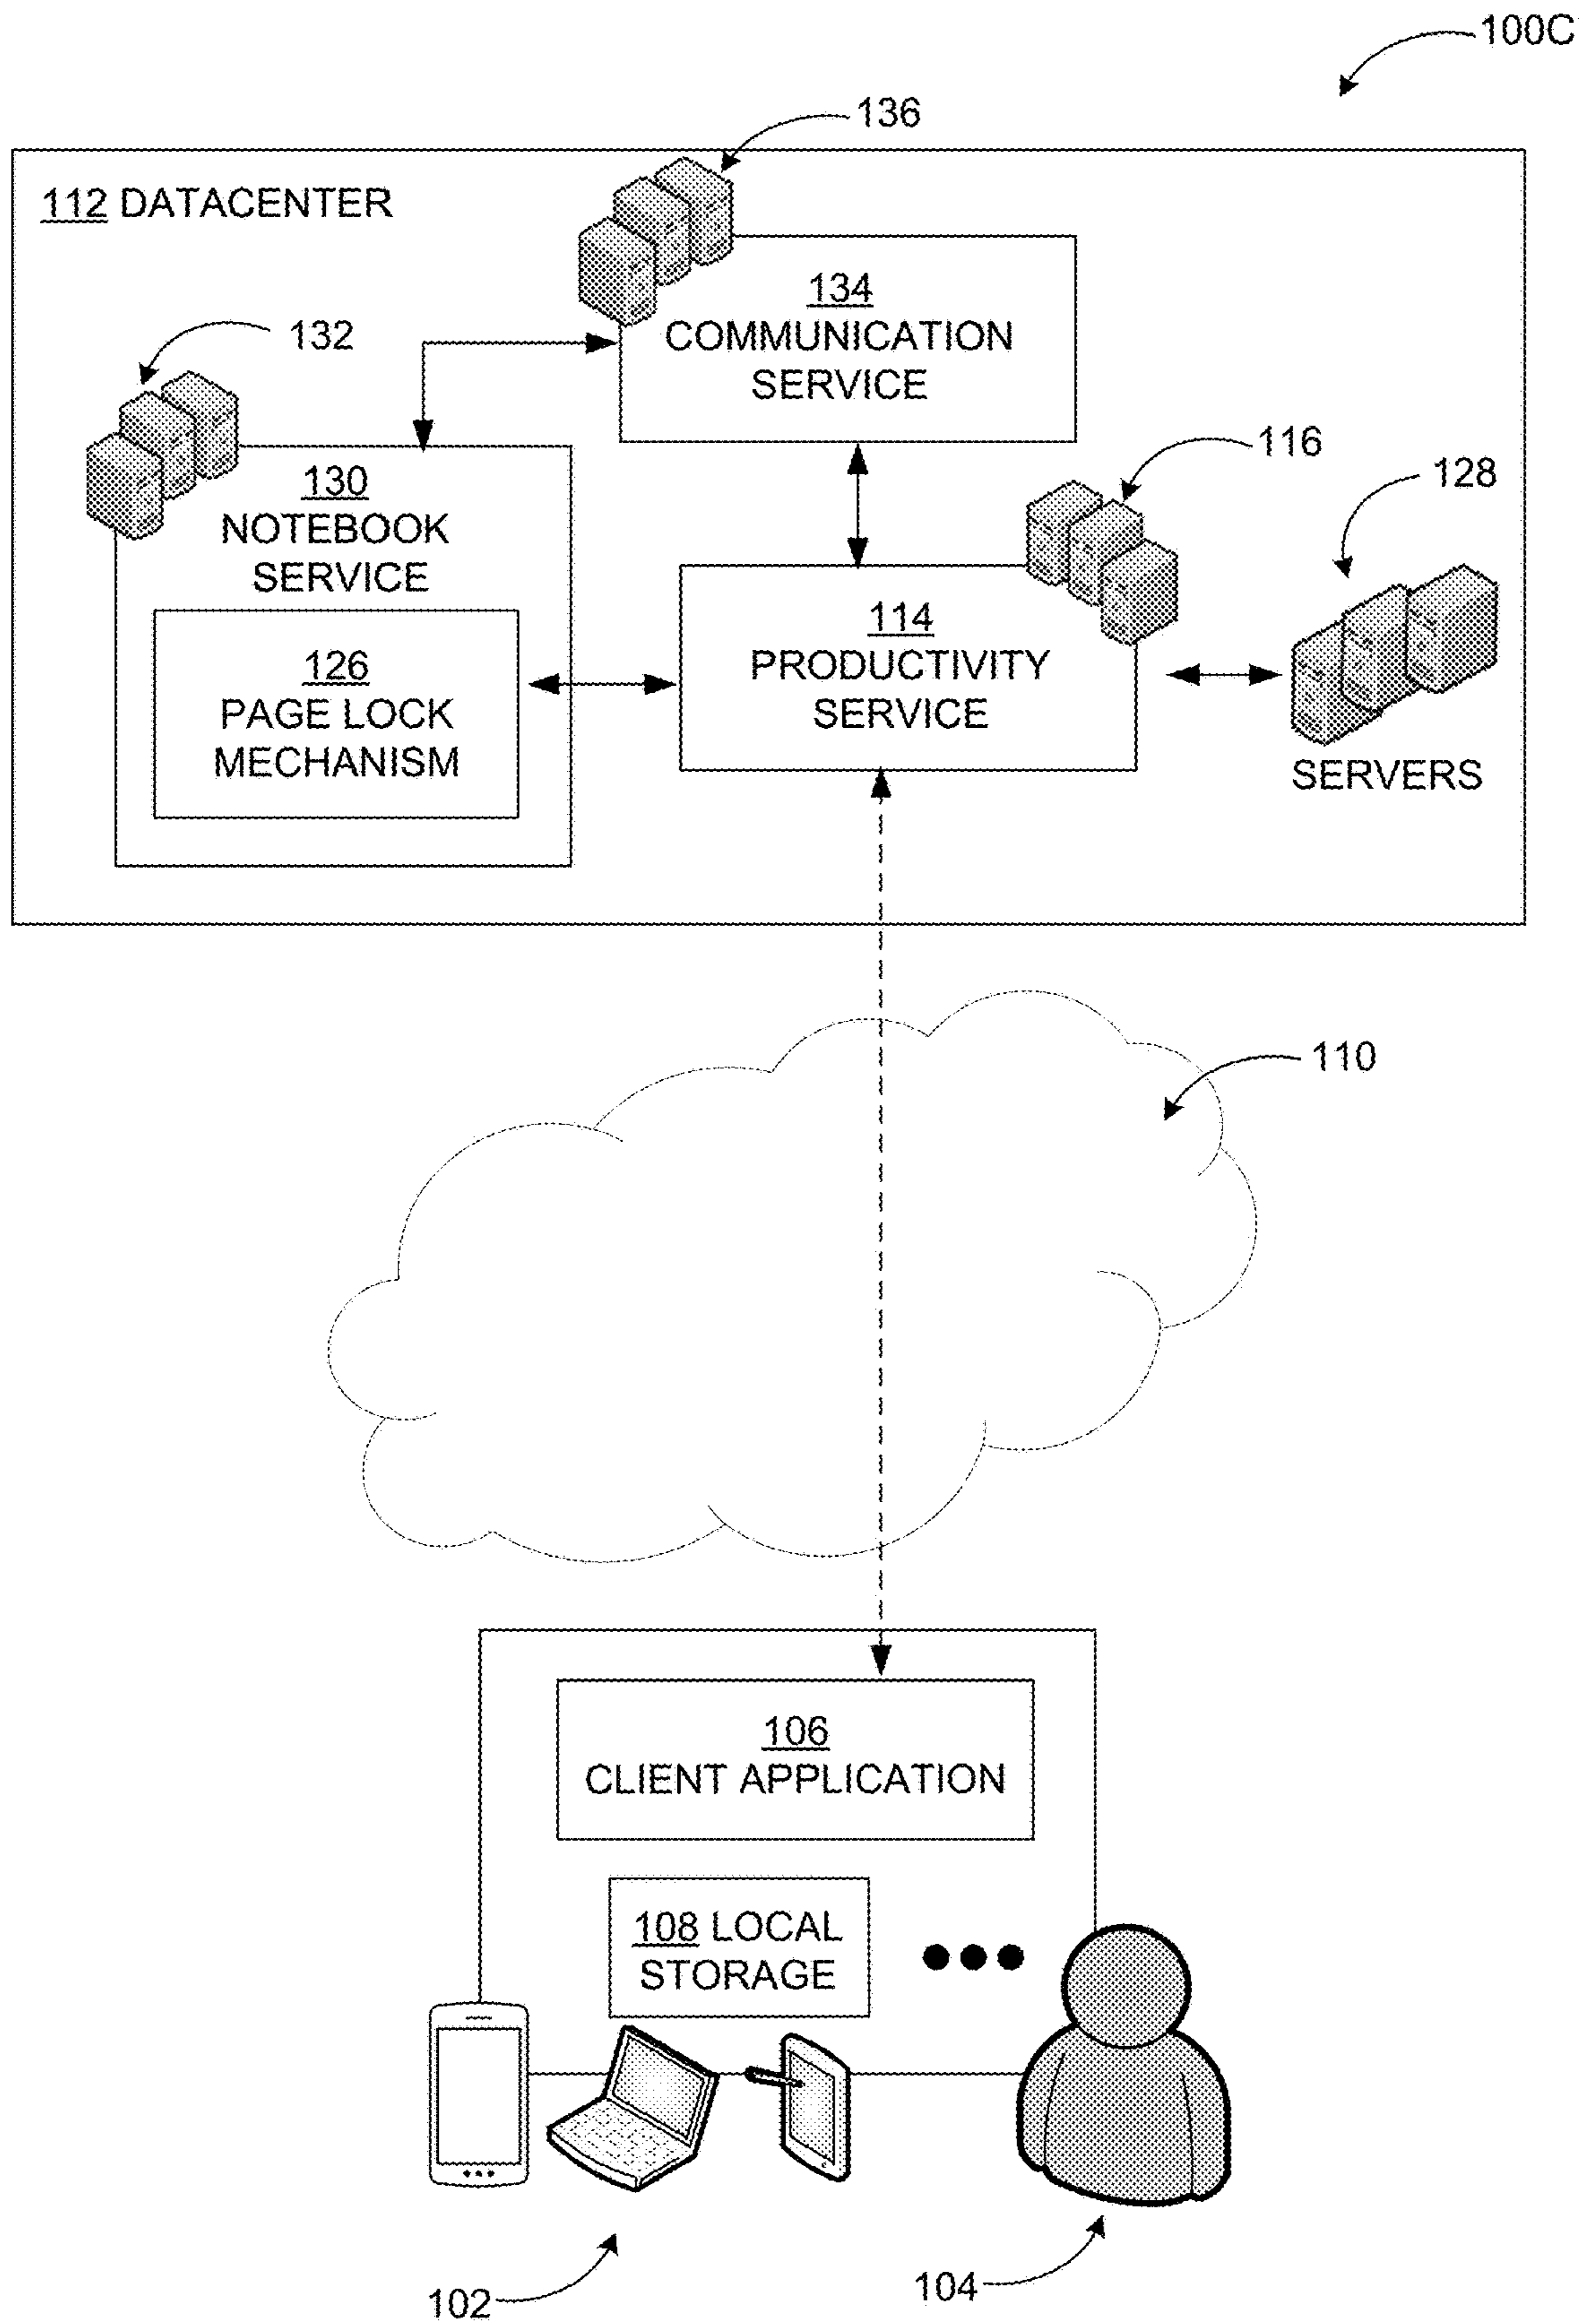 100C
136
112 DATACENTER
134
COMMUNICATION
SERVICE
132
116
128
130
NOTEBOOK
SERVICE
114
PRODUCTIVITY
SERVICE
126
PAGE LOCK
MECHANISM
SERVERS
110
106
CLIENT APPLICATION
108 LOCAL
STORAGE
102
104